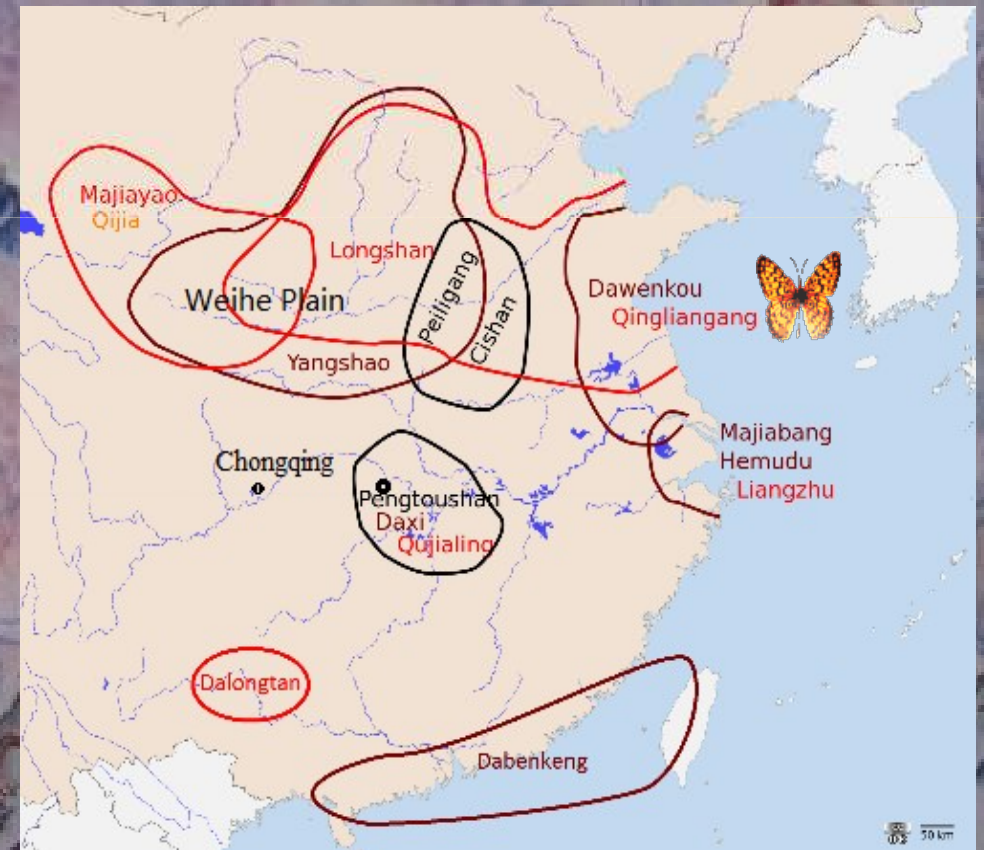 Majiayao
Qijia
Longshan
Weihe Plain
Peiligang
Cishan
Yangshao
Dawenkou
Qingliangang
Chongqing
Pengtoushan
Daxi
Qujialing
Majiabang
Hemudu
Liangzhu
Dalongtan
Dabenkeng
50 km